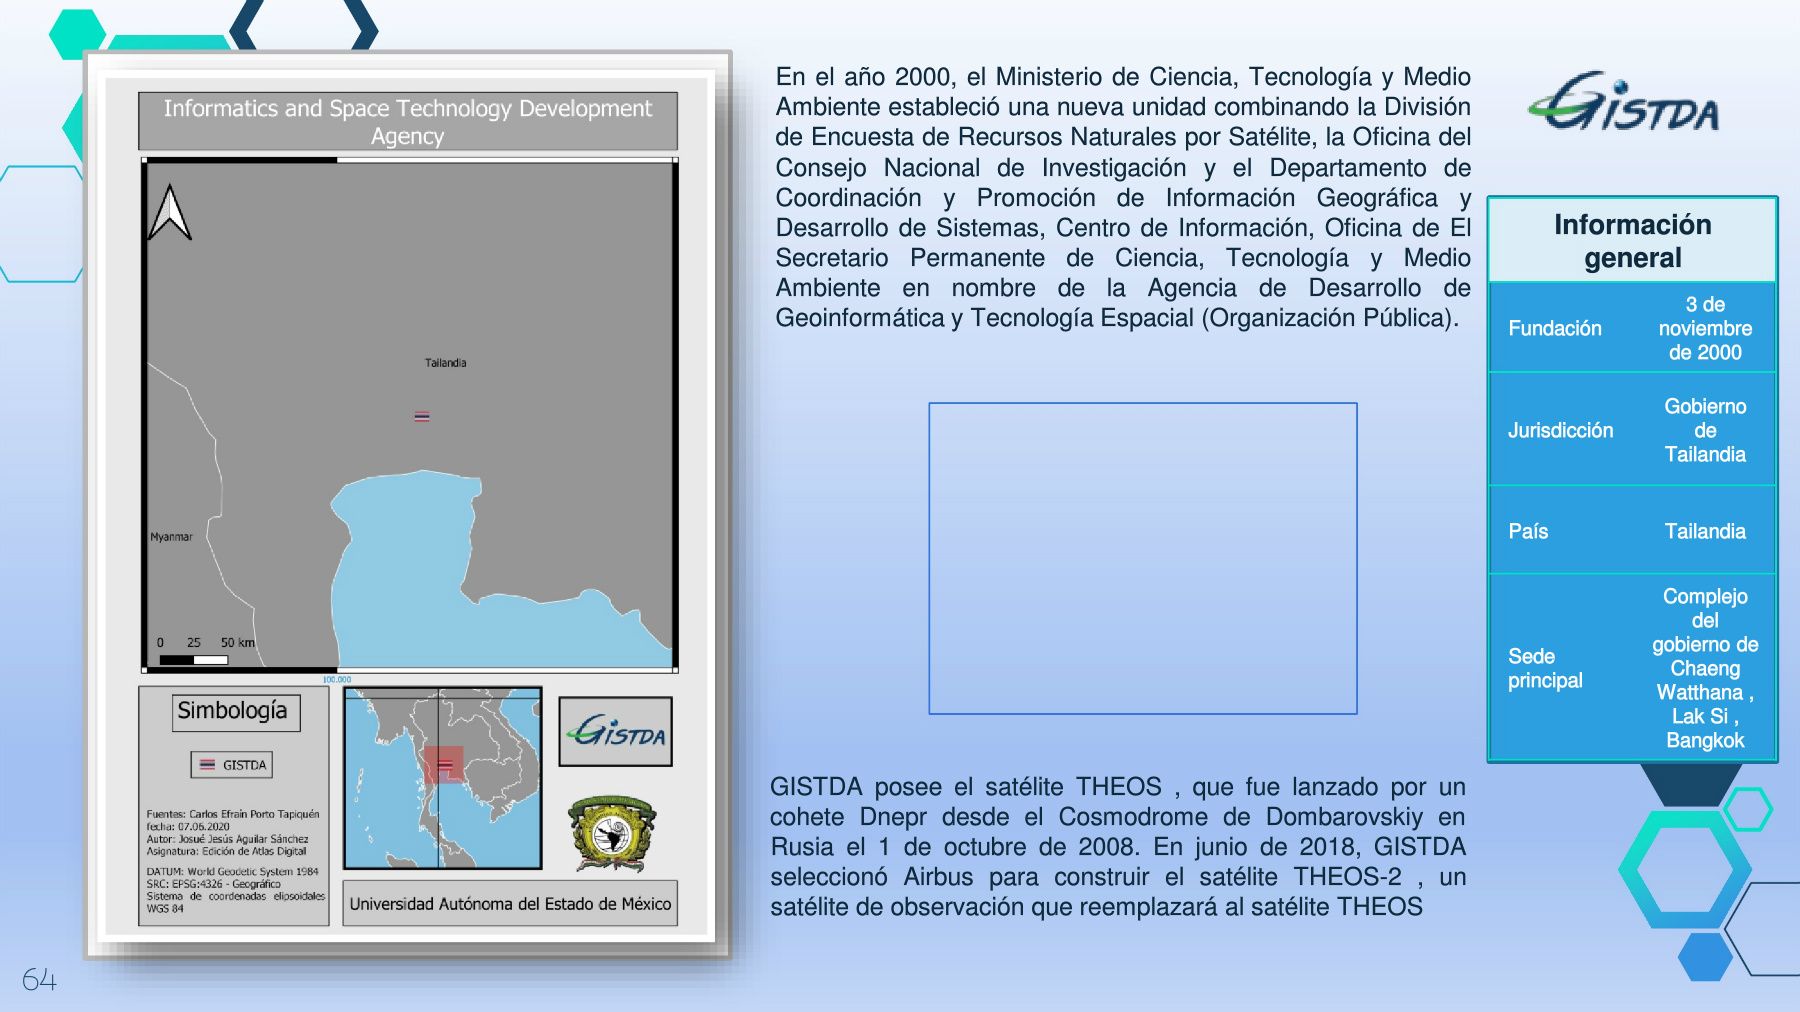 Informatics and Space Technology Development
Agency
Tailandia
Myanmar
0 25 50 km
100.000
Simbología
GISTDA
Fuentes: Carlos Efraín Porto Tapiquén
fecha: 07.06.2020
Autor: Josué Jesús Aguilar Sánchez
Asignatura: Edición de Atlas Digital
DATUM: World Geodetic System 1984
SRC: EPSG:4326 - Geográfico
Sistema de coordenadas elipsoidales
WGS 84
GISTDA
Universidad Autónoma del Estado de México
64
En el año 2000, el Ministerio de Ciencia, Tecnología y Medio
Ambiente estableció una nueva unidad combinando la División
de Encuesta de Recursos Naturales por Satélite, la Oficina del
Consejo Nacional de Investigación y el Departamento de
Coordinación y Promoción de Información Geográfica y
Desarrollo de Sistemas, Centro de Información, Oficina de El
Secretario Permanente de Ciencia, Tecnología y Medio
Ambiente en nombre de la Agencia de Desarrollo de
Geoinformática y Tecnología Espacial (Organización Pública).
GISTDA posee el satélite THEOS , que fue lanzado por un
cohete Dnepr desde el Cosmodrome de Dombarovskiy en
Rusia el 1 de octubre de 2008. En junio de 2018, GISTDA
seleccionó Airbus para construir el satélite THEOS-2 , un
satélite de observación que reemplazará al satélite THEOS
GISTDA
Información
general
Fundación
3 de
noviembre
de 2000
Jurisdicción
Gobierno
de
Tailandia
País
Tailandia
Sede
principal
Complejo
del
gobierno de
Chaeng
Watthana ,
Lak Si ,
Bangkok